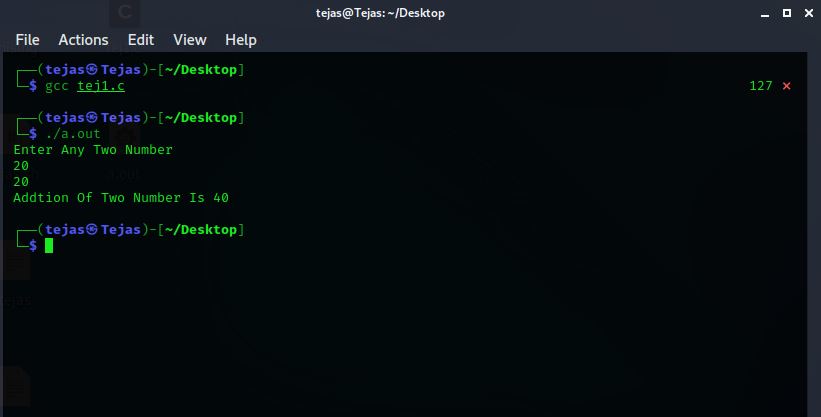 tejas@Tejas: ~/Desktop
File Actions Edit View Help
┌──(tejas㉿Tejas)-[~/Desktop]
└─$ gcc tej1.c 127 ⨯
┌──(tejas㉿Tejas)-[~/Desktop]
└─$ ./a.out
Enter Any Two Number
20
20
Addtion Of Two Number Is 40
┌──(tejas㉿Tejas)-[~/Desktop]
└─$